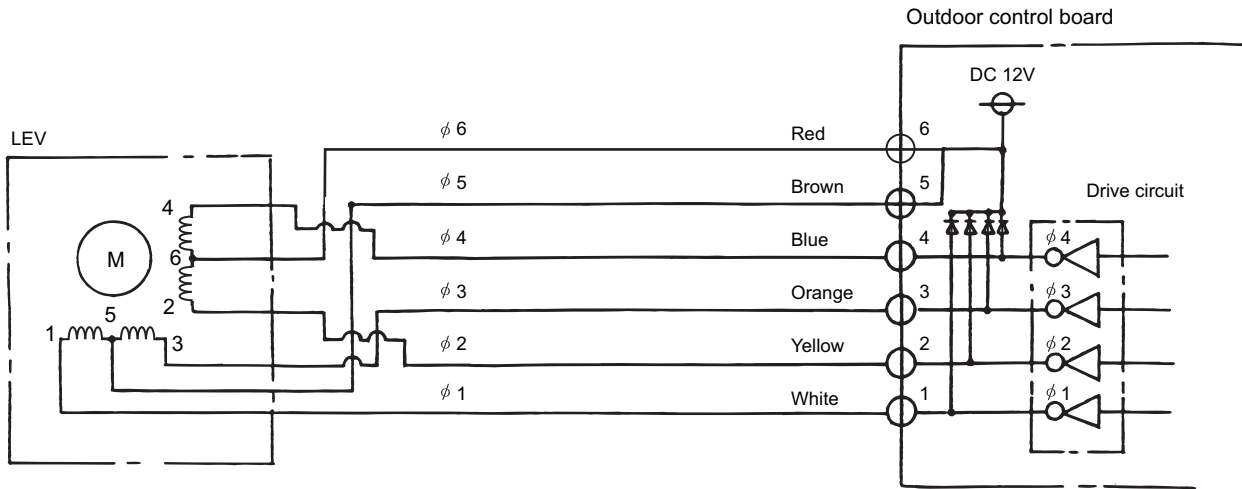 Outdoor control board
DC 12V
LEV
φ 6
Red
6
φ 5
Brown
5
Drive circuit
4
φ 4
Blue
4
φ 4
M
6
φ 3
Orange
3
φ 3
2
5
1
3
φ 2
Yellow
2
φ 2
φ 1
White
1
φ 1